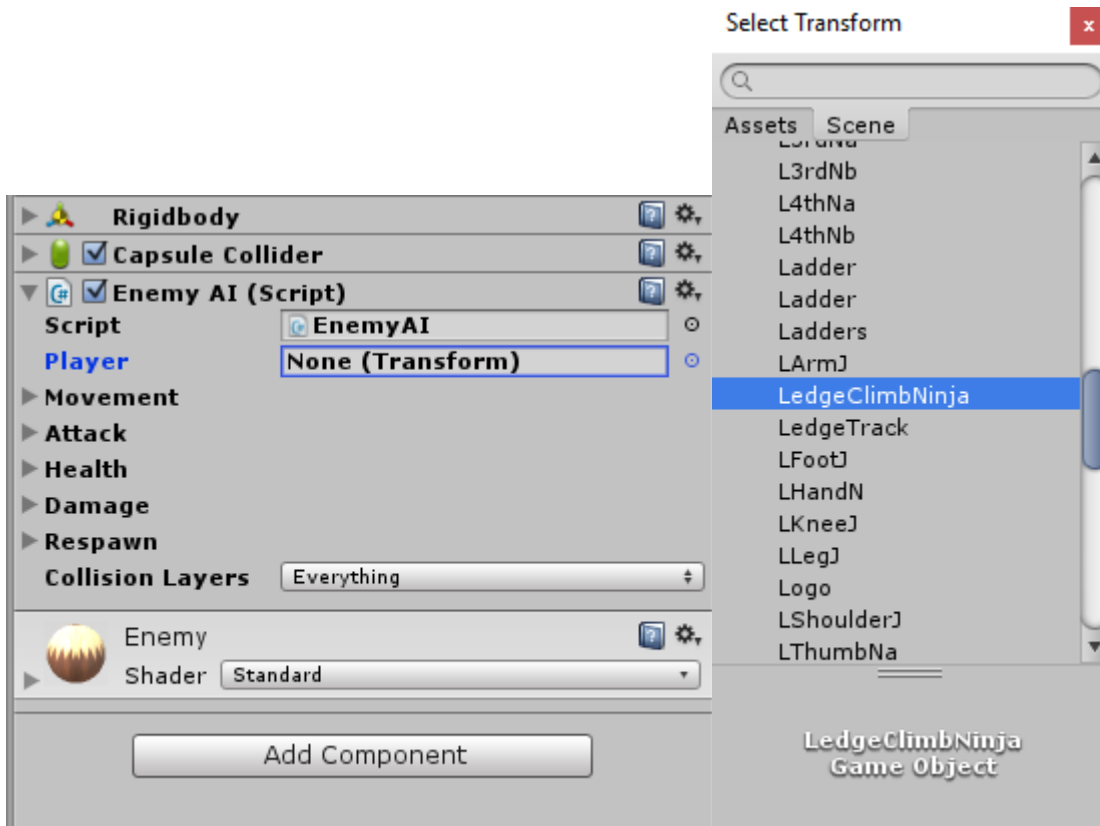 Select Transform
Assets Scene
L3rdNb
L4thNa
L4thNb
Ladder
Ladder
Ladders
LArmJ
LedgeClimbNinja
LedgeTrack
LFootJ
LHandN
LKneeJ
LLegJ
Logo
LShoulderJ
LThumbNa
LedgeClimbNinja
Game Object
Rigidbody
Capsule Collider
Enemy AI (Script)
Script EnemyAI
Player None (Transform)
Movement
Attack
Health
Damage
Respawn
Collision Layers Everything
Enemy
Shader Standard
Add Component